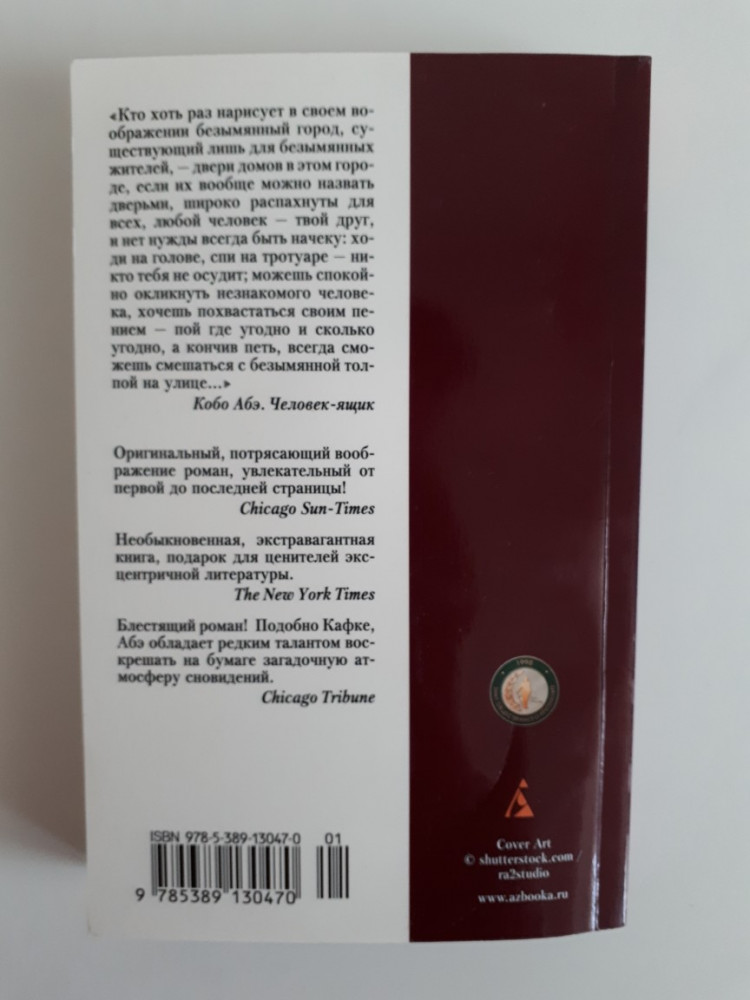 «Кто хоть раз нарисует в своем во-
ображении безымянный город, су-
ществующий лишь для безымянных
жителей, — двери домов в этом горо-
де, если их вообще можно назвать
дверьми, широко распахнуты для
всех, любой человек — твой друг,
и нет нужды всегда быть начеку: хо-
ди на голове, спи на тротуаре — ни-
кто тебя не осудит; можешь спокой-
но окликнуть незнакомого челове-
ка, хочешь похвастаться своим пе-
нием — пой где угодно и сколько
угодно, а кончив петь, всегда смо-
жешь смешаться с безымянной тол-
пой на улице...»
Кобо Абэ. Человек-ящик
Оригинальный, потрясающий вооб-
ражение роман, увлекательный от
первой до последней страницы!
Chicago Sun-Times
Необыкновенная, экстравагантная
книга, подарок для ценителей экс-
центричной литературы.
The New York Times
Блестящий роман! Подобно Кафке,
Абэ обладает редким талантом вос-
крешать на бумаге загадочную ат-
мосферу сновидений.
Chicago Tribune
ISBN 978-5-389-13047-0 01
9 785389 130470
Cover Art
© shutterstock.com /
ra2studio
www.azbooka.ru